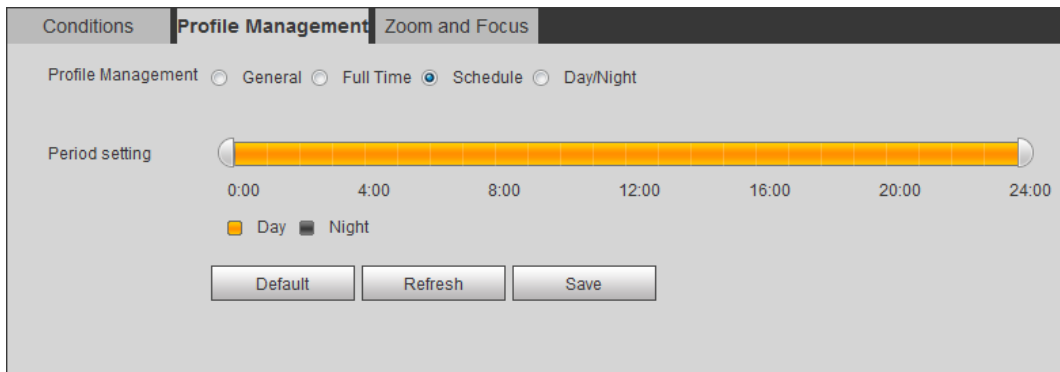 Conditions Profile Management Zoom and Focus
Profile Management General Full Time Schedule Day/Night
Period setting
0:00 4:00 8:00 12:00 16:00 20:00 24:00
Day Night
Default Refresh Save